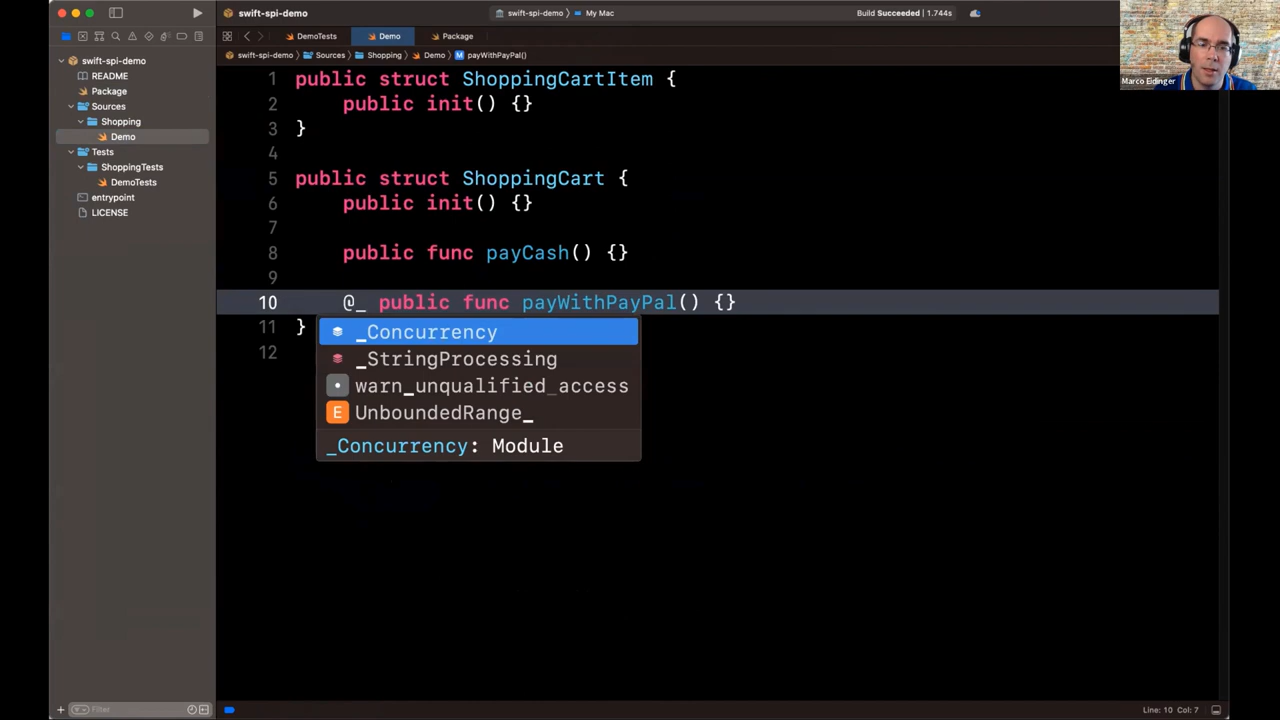 swift-spi-demo
swift-spi-demo 〉 My Mac
Build Succeeded | 1.744s
Marco Eidinger
DemoTests
Demo
Package
swift-spi-demo 〉 Sources 〉 Shopping 〉 Demo 〉 M payWithPayPal()
swift-spi-demo
README
Package
Sources
Shopping
Demo
Tests
ShoppingTests
DemoTests
entrypoint
LICENSE
1 public struct ShoppingCartItem {
2 public init() {}
3 }
4
5 public struct ShoppingCart {
6 public init() {}
7
8 public func payCash() {}
9
10 @_ public func payWithPayPal() {}
11 }
12
_Concurrency
_StringProcessing
warn_unqualified_access
E UnboundedRange_
_Concurrency: Module
Filter
Line: 10 Col: 7